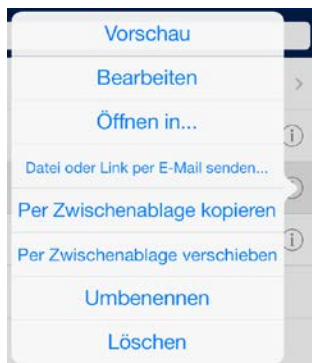 Vorschau
Bearbeiten
Öffnen in...
Datei oder Link per E-Mail senden...
Per Zwischenablage kopieren
Per Zwischenablage verschieben
Umbenennen
Löschen